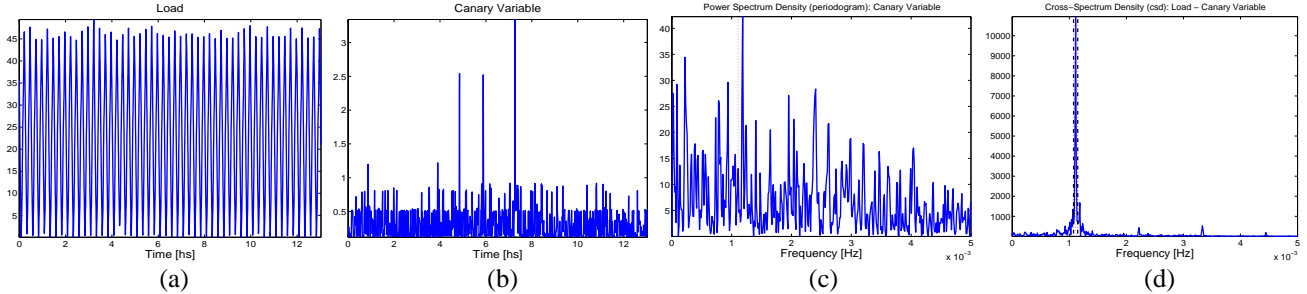 Load
45
40
35
30
25
20
15
10
5
0 2 4 6 8 10 12
Time [hs]
(a)
Canary Variable
3
2.5
2
1.5
1
0.5
0 2 4 6 8 10 12
Time [hs]
(b)
Power Spectrum Density (periodogram): Canary Variable
40
35
30
25
20
15
10
5
0 1 2 3 4 5
Frequency [Hz]
x 10⁻³
(c)
Cross−Spectrum Density (csd): Load − Canary Variable
10000
9000
8000
7000
6000
5000
4000
3000
2000
1000
0 1 2 3 4 5
Frequency [Hz]
x 10⁻³
(d)